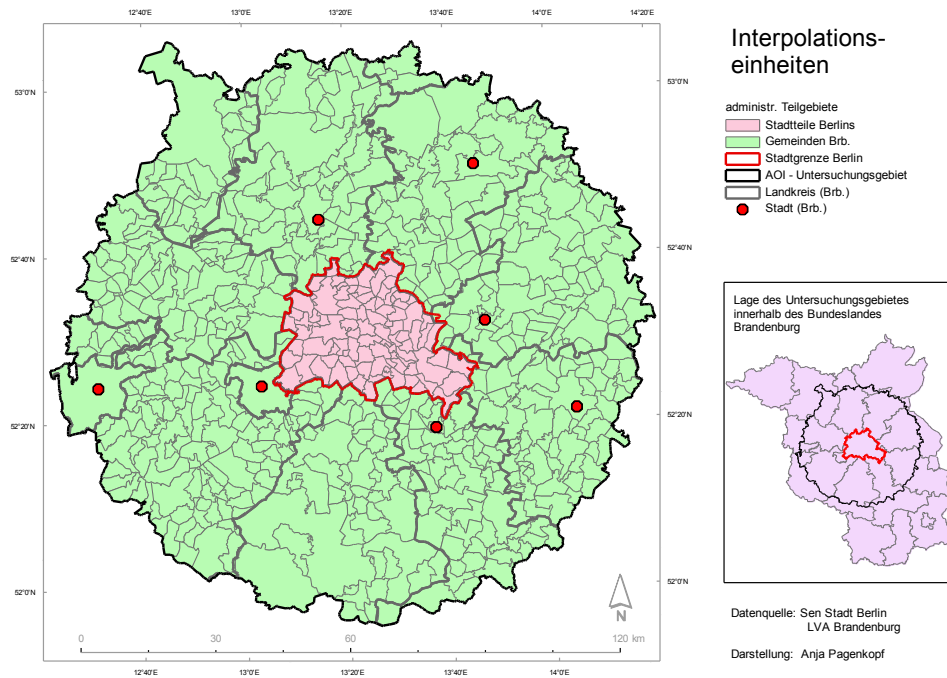 12°40'E 13°0'E 13°20'E 13°40'E 14°0'E 14°20'E
53°0'N
52°40'N
52°20'N
52°0'N
53°0'N
52°40'N
52°20'N
52°0'N
0 30 60 120 km
12°40'E 13°0'E 13°20'E 13°40'E 14°0'E
N
Interpolations-
einheiten
administr. Teilgebiete
Stadtteile Berlins
Gemeinden Brb.
Stadtgrenze Berlin
AOI - Untersuchungsgebiet
Landkreis (Brb.)
Stadt (Brb.)
Lage des Untersuchungsgebietes
innerhalb des Bundeslandes
Brandenburg
Datenquelle: Sen Stadt Berlin
LVA Brandenburg
Darstellung: Anja Pagenkopf